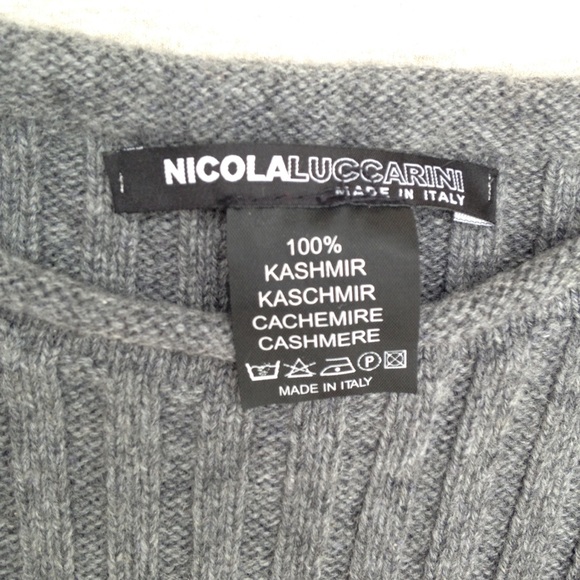 NICOLALUCCARINI
MADE IN ITALY
100%
KASHMIR
KASCHMIR
CACHEMIRE
CASHMERE
P
MADE IN ITALY